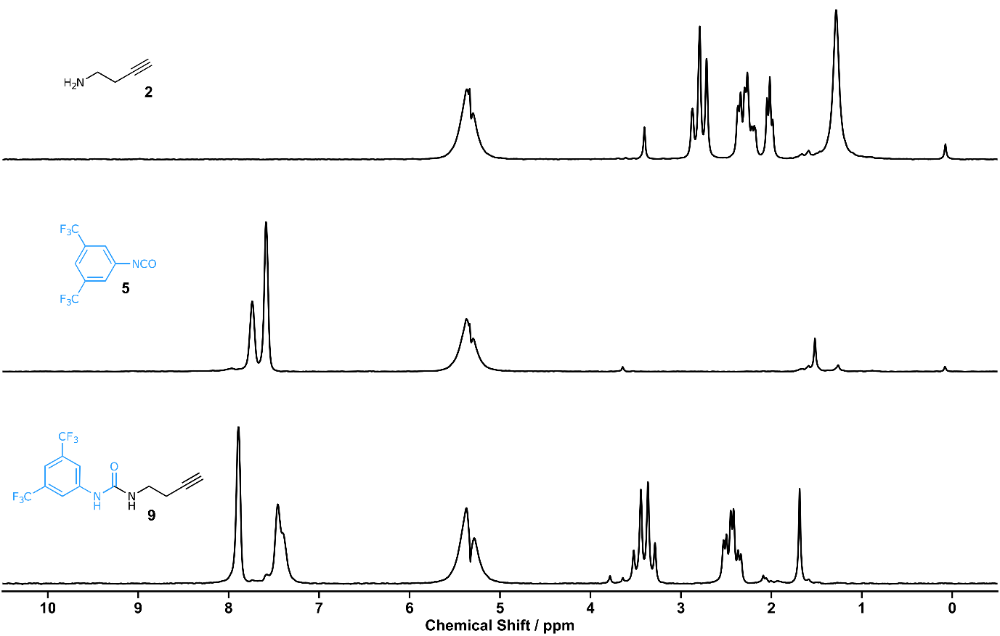 H2N
2
F3C
NCO
F3C
5
CF3
O
F3C
N
H
N
H
9
10 9 8 7 6 5 4 3 2 1 0
Chemical Shift / ppm